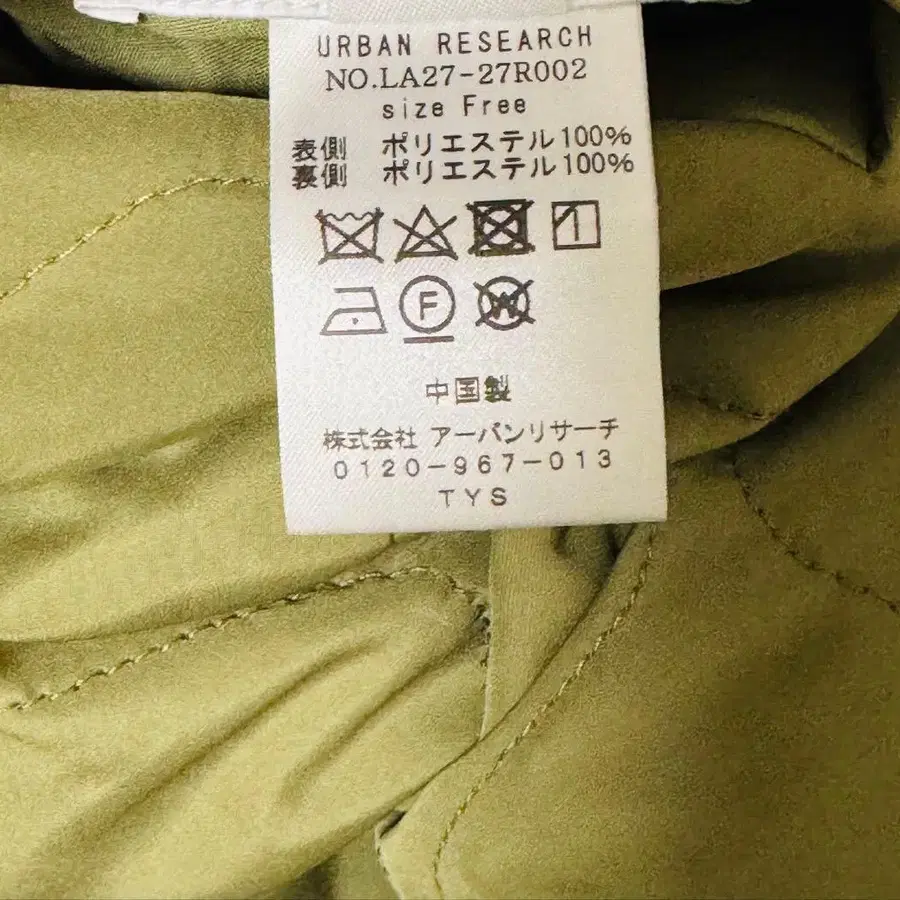 URBAN RESEARCH
NO.LA27-27R002
size Free
表側 ポリエステル100%
裏側 ポリエステル100%
F W
中国製
株式会社 アーバンリサーチ
0120-967-013
TYS